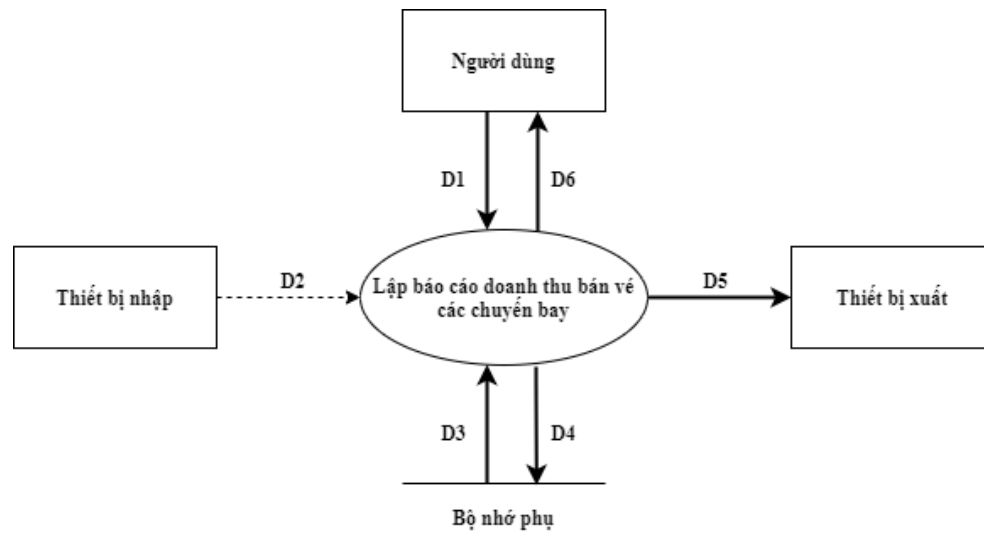 Người dùng
D1
D6
Thiết bị nhập
D2
Lập báo cáo doanh thu bán vé
các chuyến bay
D5
Thiết bị xuất
D3
D4
Bộ nhớ phụ